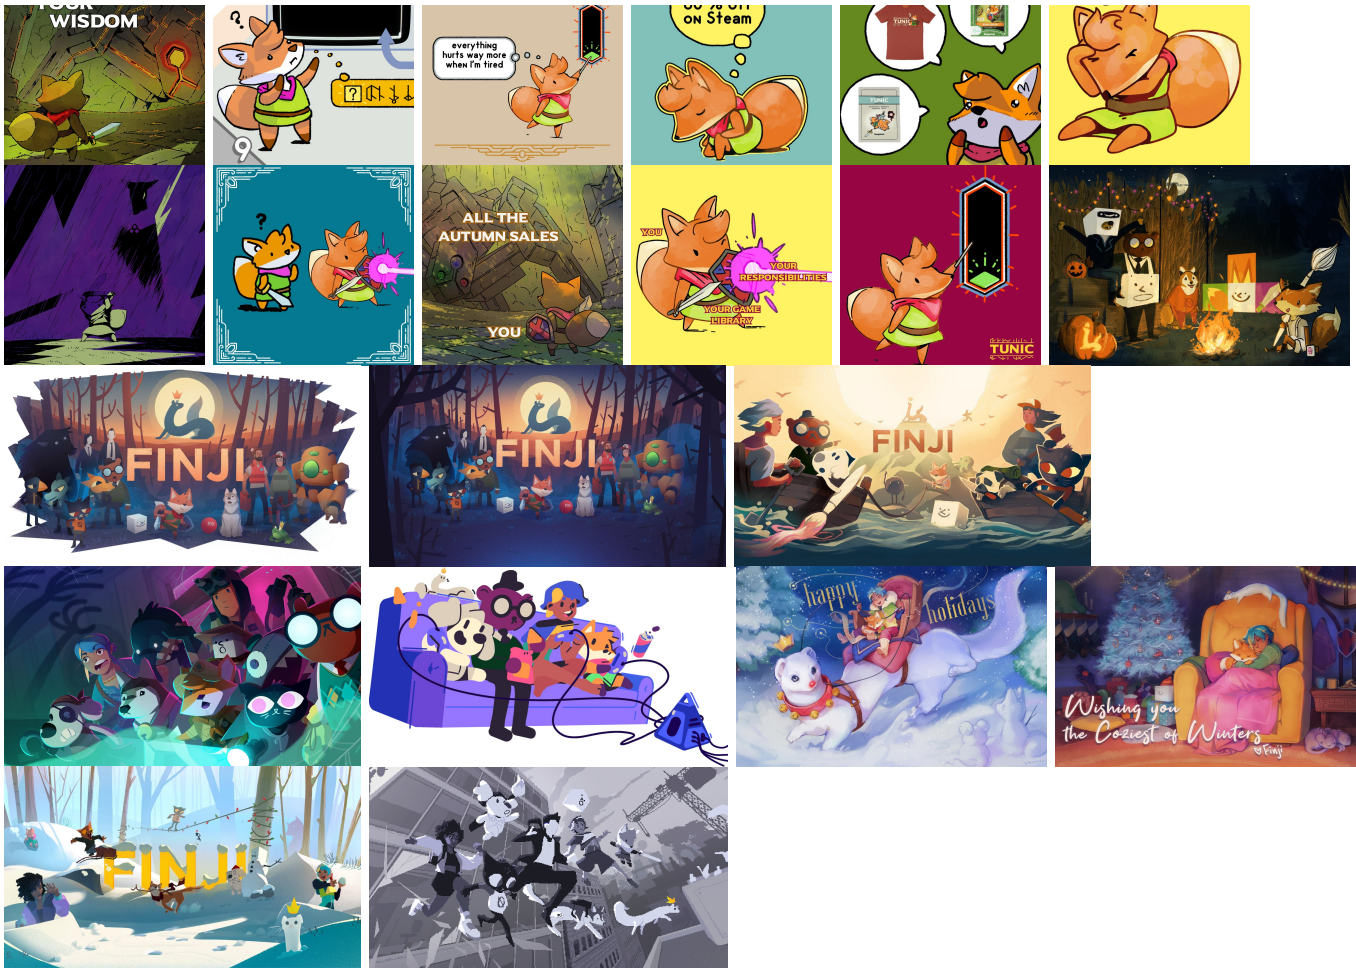 WISDOM
?
?
9
everything
hurts way more
when I'm tired
on Steam
TUNIC
TUNIC
?
ALL THE
AUTUMN SALES
YOU
YOU
YOUR
RESPONSIBILITIES
YOUR GAME
LIBRARY
TUNIC
M
FINJI
FINJI
FINJI
happy
holidays
Wishing you
the Coziest of Winters
Finji
FINJI